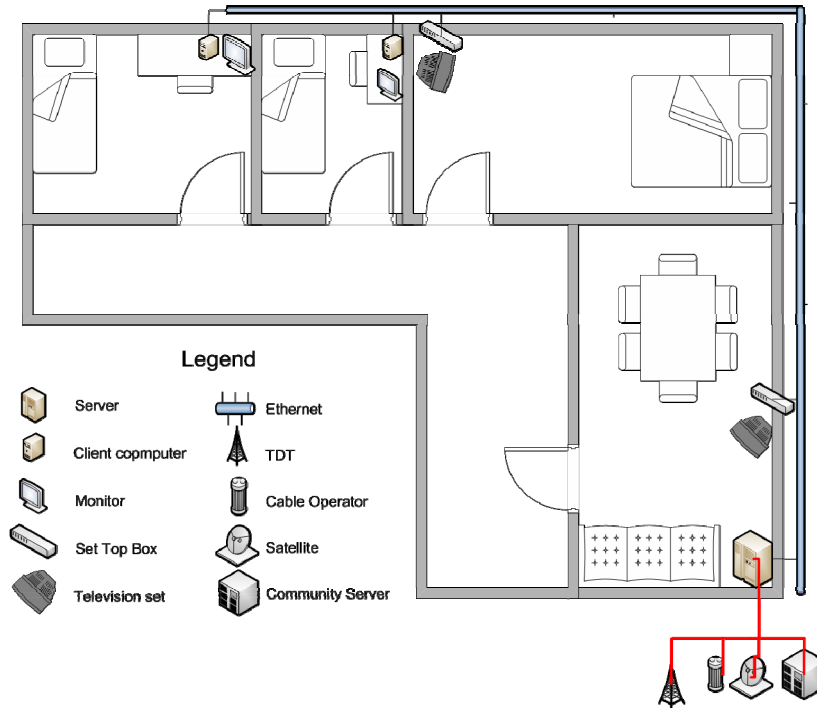 Legend
Server
Ethernet
Client copmputer
TDT
Monitor
Cable Operator
Set Top Box
Satellite
Television set
Community Server